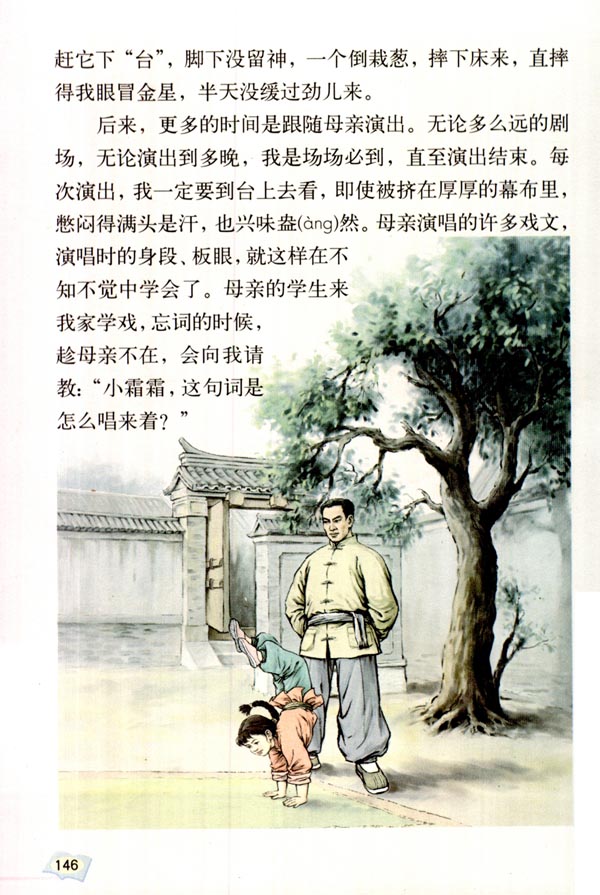 赶它下“台”，脚下没留神，一个倒栽葱，摔下床来，直摔
得我眼冒金星，半天没缓过劲儿来。
后来，更多的时间是跟随母亲演出。无论多么远的剧
场，无论演出到多晚，我是场场必到，直至演出结束。每
次演出，我一定要到台上去看，即使被挤在厚厚的幕布里，
憋闷得满头是汗，也兴味盎(àng)然。母亲演唱的许多戏文，
演唱时的身段、板眼，就这样在不
知不觉中学会了。母亲的学生来
我家学戏，忘词的时候，
趁母亲不在，会向我请
教：“小霜霜，这句词是
怎么唱来着？”
146